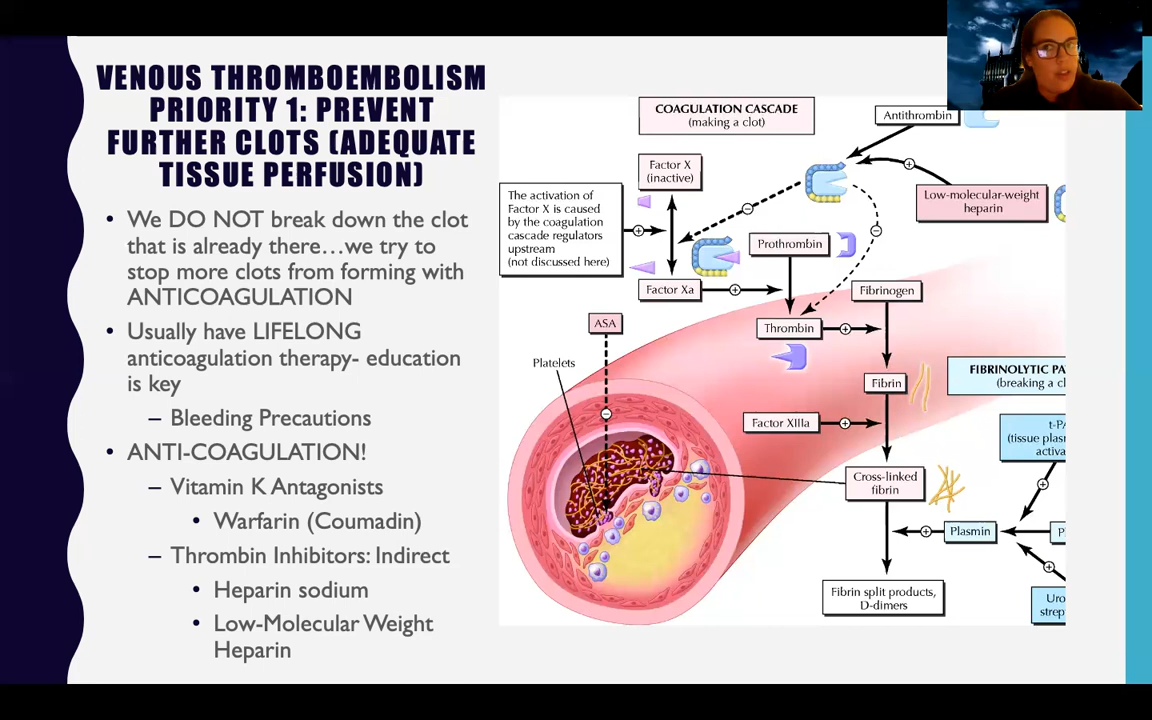 VENOUS THROMBOEMBOLISM
PRIORITY 1: PREVENT
FURTHER CLOTS (ADEQUATE
TISSUE PERFUSION)
• We DO NOT break down the clot
that is already there...we try to
stop more clots from forming with
ANTICOAGULATION
• Usually have LIFELONG
anticoagulation therapy- education
is key
– Bleeding Precautions
• ANTI-COAGULATION!
– Vitamin K Antagonists
• Warfarin (Coumadin)
– Thrombin Inhibitors: Indirect
• Heparin sodium
• Low-Molecular Weight
Heparin
COAGULATION CASCADE
(making a clot)
Antithrombin
Factor X
(inactive)
The activation of
Factor X is caused
by the coagulation
cascade regulators
upstream
(not discussed here)
Low-molecular-weight
heparin
Prothrombin
Factor Xa
Fibrinogen
ASA
Thrombin
Platelets
Fibrin
FIBRINOLYTIC PA
(breaking a cl
Factor XIIIa
t-PA
(tissue plasm
activa
Cross-linked
fibrin
Plasmin
Pl
Fibrin split products,
D-dimers
Uro
strept